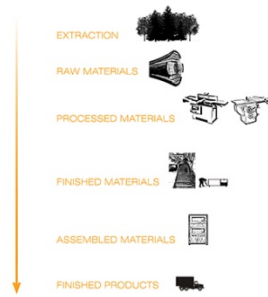 EXTRACTION
RAW MATERIALS
PROCESSED MATERIALS
FINISHED MATERIALS
ASSEMBLED MATERIALS
FINISHED PRODUCTS